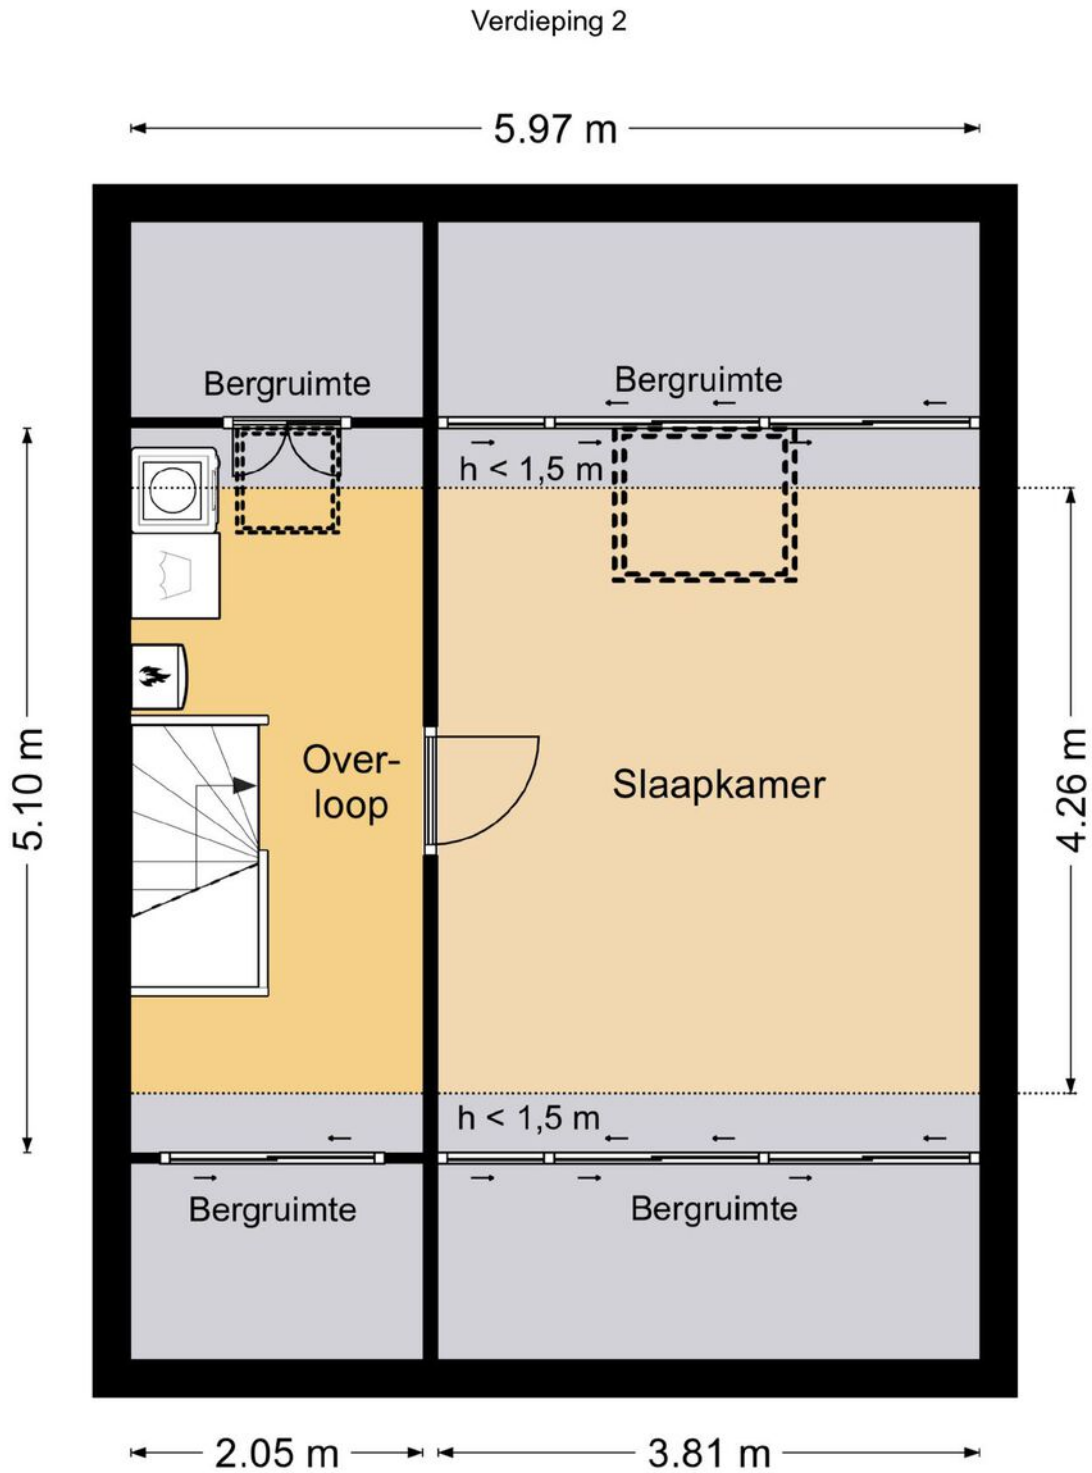 Verdieping 2
5.97 m
Bergruimte
Bergruimte
h < 1,5 m
5.10 m
Over-
loop
Slaapkamer
4.26 m
h < 1,5 m
Bergruimte
Bergruimte
2.05 m
3.81 m